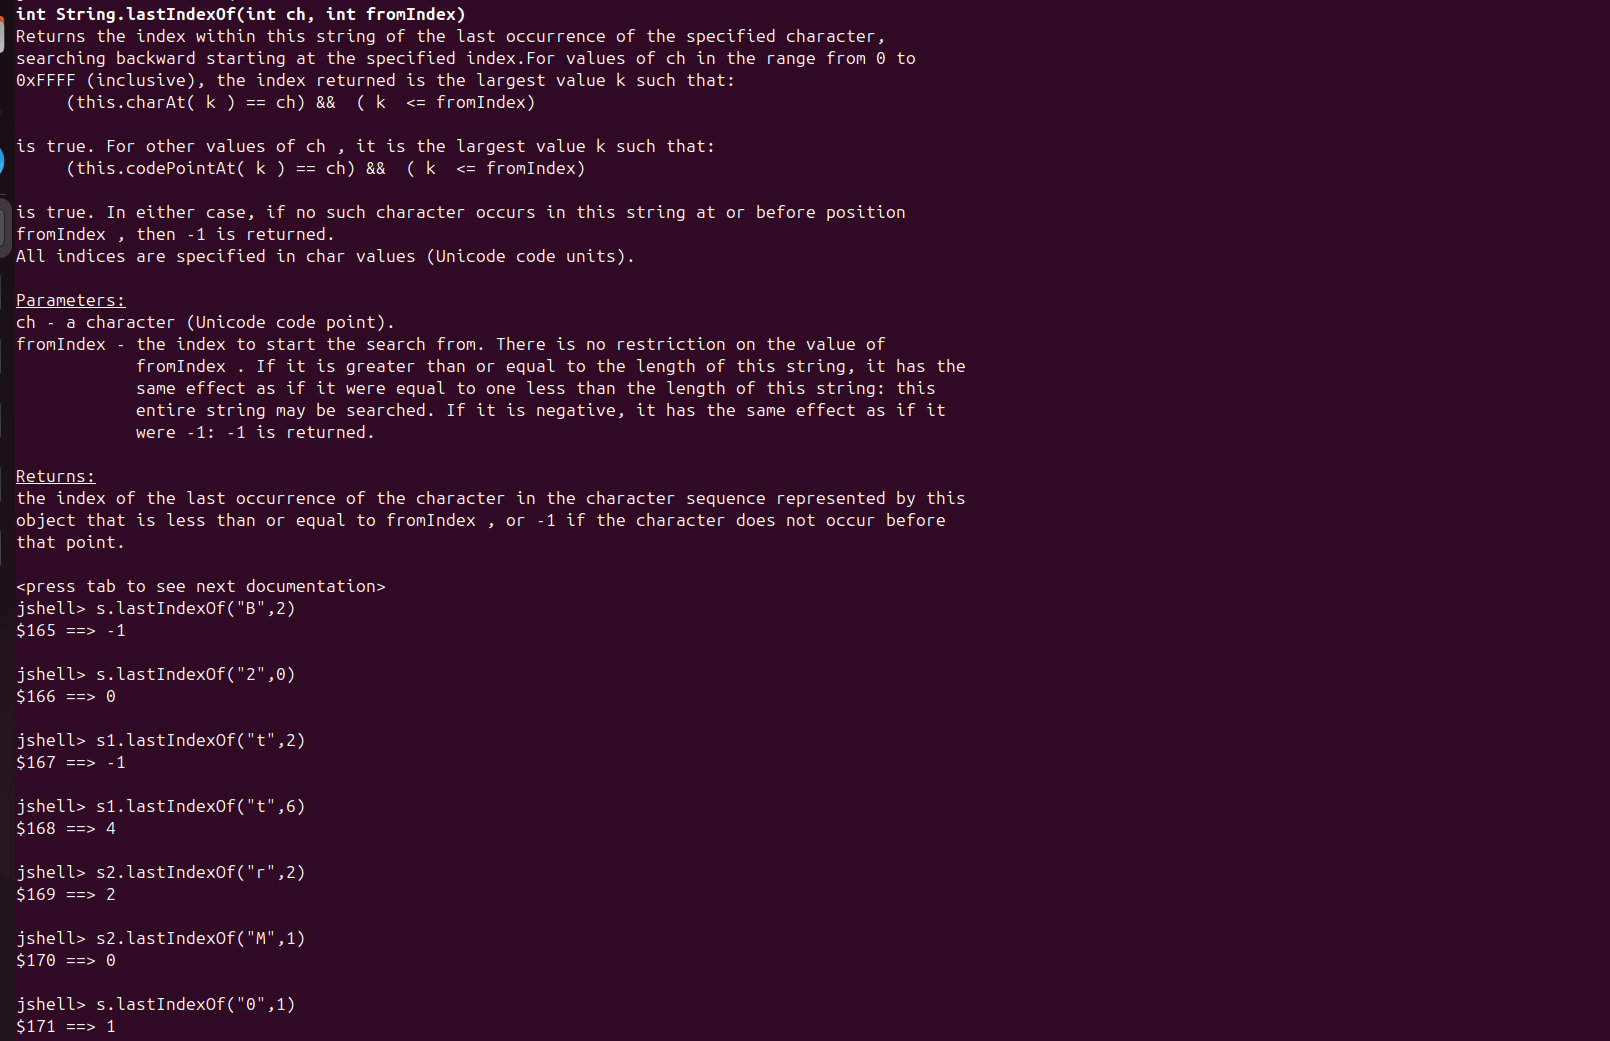 int String.lastIndexOf(int ch, int fromIndex)
Returns the index within this string of the last occurrence of the specified character,
searching backward starting at the specified index.For values of ch in the range from 0 to
0xFFFF (inclusive), the index returned is the largest value k such that:
     (this.charAt( k ) == ch) &&  ( k  <= fromIndex)

is true. For other values of ch , it is the largest value k such that:
     (this.codePointAt( k ) == ch) &&  ( k  <= fromIndex)

is true. In either case, if no such character occurs in this string at or before position
fromIndex , then -1 is returned.
All indices are specified in char values (Unicode code units).

Parameters:
ch - a character (Unicode code point).
fromIndex - the index to start the search from. There is no restriction on the value of
            fromIndex . If it is greater than or equal to the length of this string, it has the
            same effect as if it were equal to one less than the length of this string: this
            entire string may be searched. If it is negative, it has the same effect as if it
            were -1: -1 is returned.

Returns:
the index of the last occurrence of the character in the character sequence represented by this
object that is less than or equal to fromIndex , or -1 if the character does not occur before
that point.

<press tab to see next documentation>
jshell> s.lastIndexOf("B",2)
$165 ==> -1

jshell> s.lastIndexOf("2",0)
$166 ==> 0

jshell> s1.lastIndexOf("t",2)
$167 ==> -1

jshell> s1.lastIndexOf("t",6)
$168 ==> 4

jshell> s2.lastIndexOf("r",2)
$169 ==> 2

jshell> s2.lastIndexOf("M",1)
$170 ==> 0

jshell> s.lastIndexOf("0",1)
$171 ==> 1